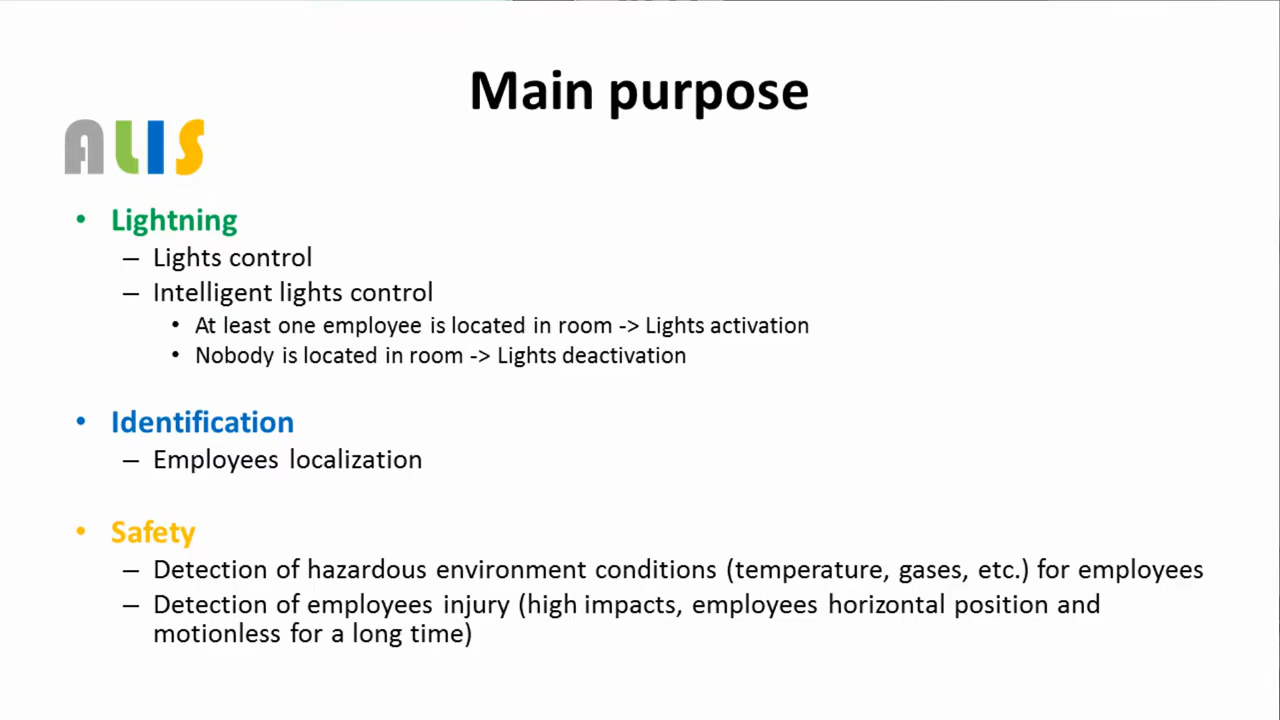 Main purpose
ALIS
• Lightning
– Lights control
– Intelligent lights control
• At least one employee is located in room -> Lights activation
• Nobody is located in room -> Lights deactivation
• Identification
– Employees localization
• Safety
– Detection of hazardous environment conditions (temperature, gases, etc.) for employees
– Detection of employees injury (high impacts, employees horizontal position and
motionless for a long time)